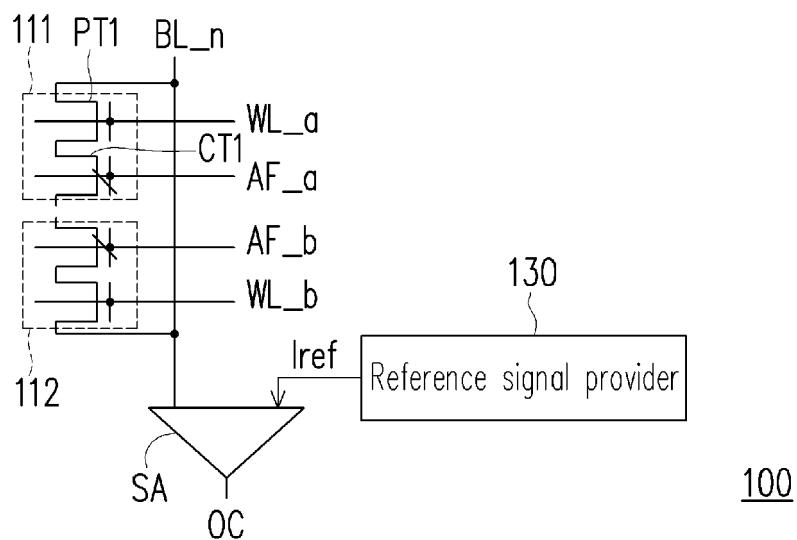 111
PT1
BL_n
WL_a
CT1
AF_a
AF_b
WL_b
130
Iref
Reference signal provider
112
SA
OC
100